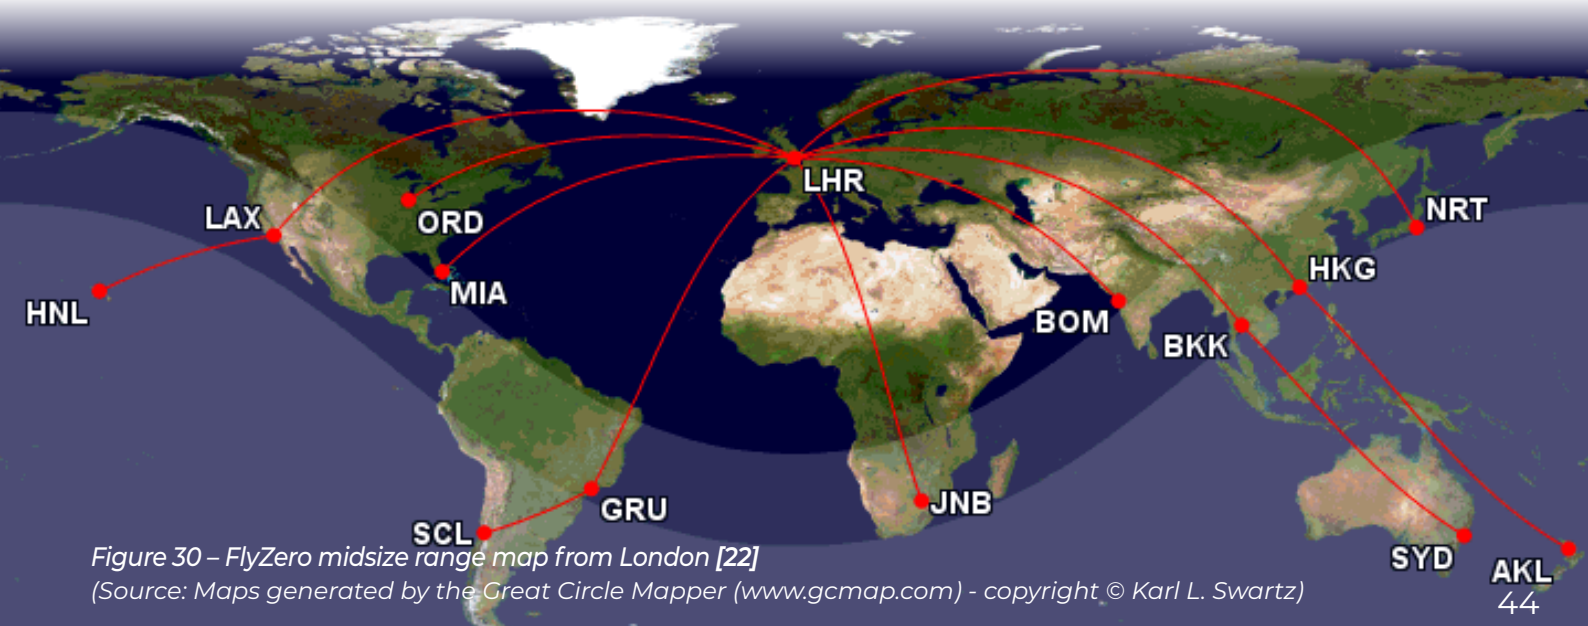 LHR
LAX
ORD
NRT
HKG
MIA
HNL
BOM
BKK
GRU
JNB
SCL
SYD
AKL
Figure 30 – FlyZero midsize range map from London [22]
(Source: Maps generated by the Great Circle Mapper (www.gcmap.com) - copyright © Karl L. Swartz)
44